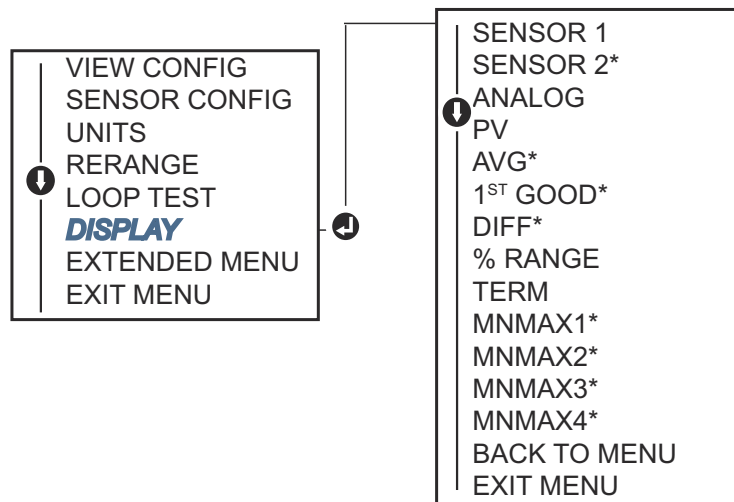 VIEW CONFIG
SENSOR CONFIG
UNITS
RERANGE
LOOP TEST
DISPLAY
EXTENDED MENU
EXIT MENU
SENSOR 1
SENSOR 2*
ANALOG
PV
AVG*
1ST GOOD*
DIFF*
% RANGE
TERM
MNMAX1*
MNMAX2*
MNMAX3*
MNMAX4*
BACK TO MENU
EXIT MENU